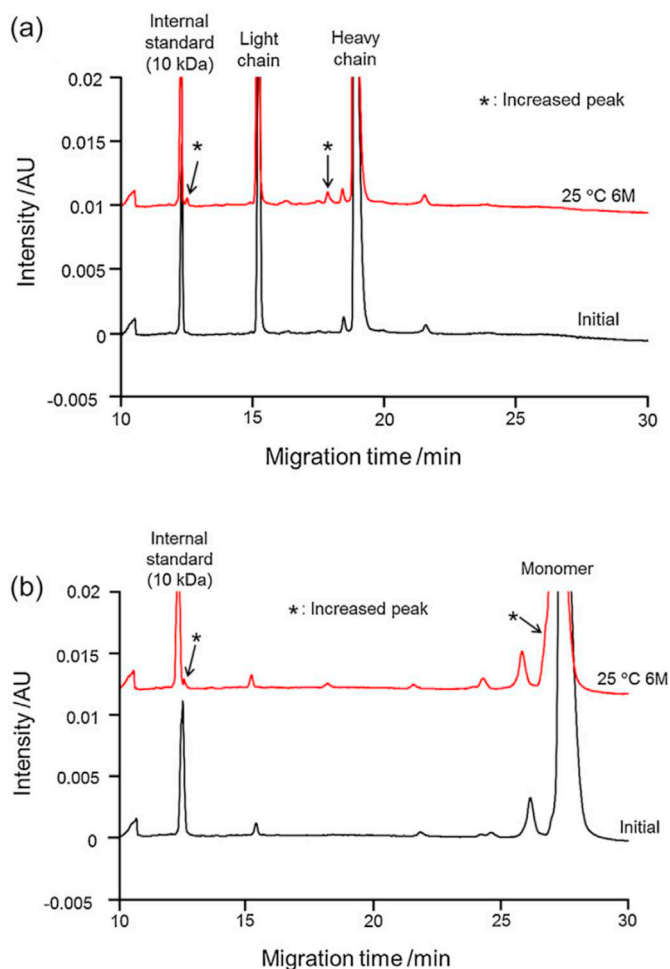 (a)
Internal
standard
(10 kDa)
Light
chain
Heavy
chain
* : Increased peak
*
*
25 °C 6M
Initial
0.02
0.015
0.01
0.005
0
-0.005
Intensity /AU
10
15
20
25
30
Migration time /min
(b)
Internal
standard
(10 kDa)
Monomer
* : Increased peak
*
*
25 °C 6M
Initial
0.02
0.015
0.01
0.005
0
-0.005
Intensity /AU
10
15
20
25
30
Migration time /min